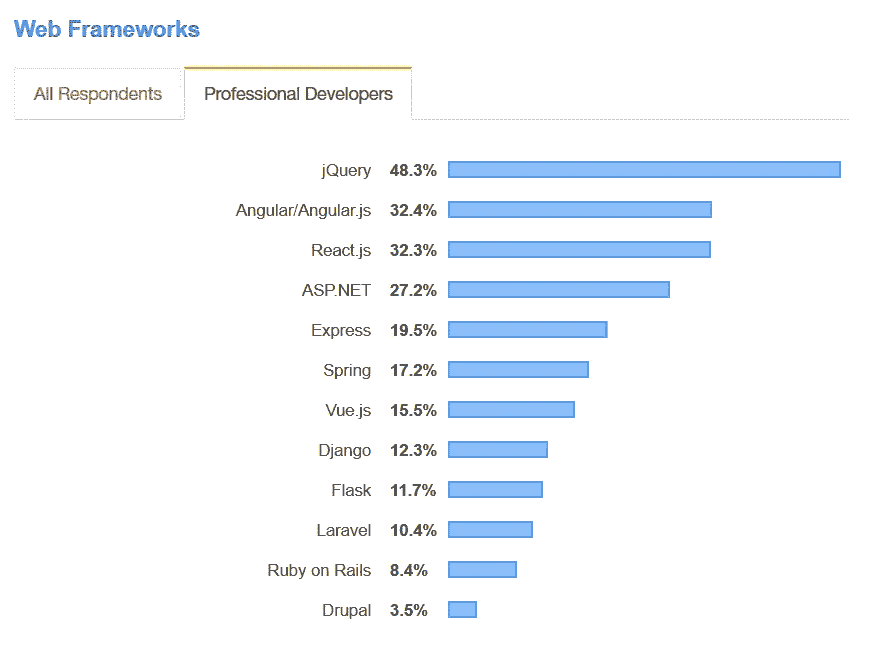 Web Frameworks
All Respondents Professional Developers
jQuery 48.3%
Angular/Angular.js 32.4%
React.js 32.3%
ASP.NET 27.2%
Express 19.5%
Spring 17.2%
Vue.js 15.5%
Django 12.3%
Flask 11.7%
Laravel 10.4%
Ruby on Rails 8.4%
Drupal 3.5%